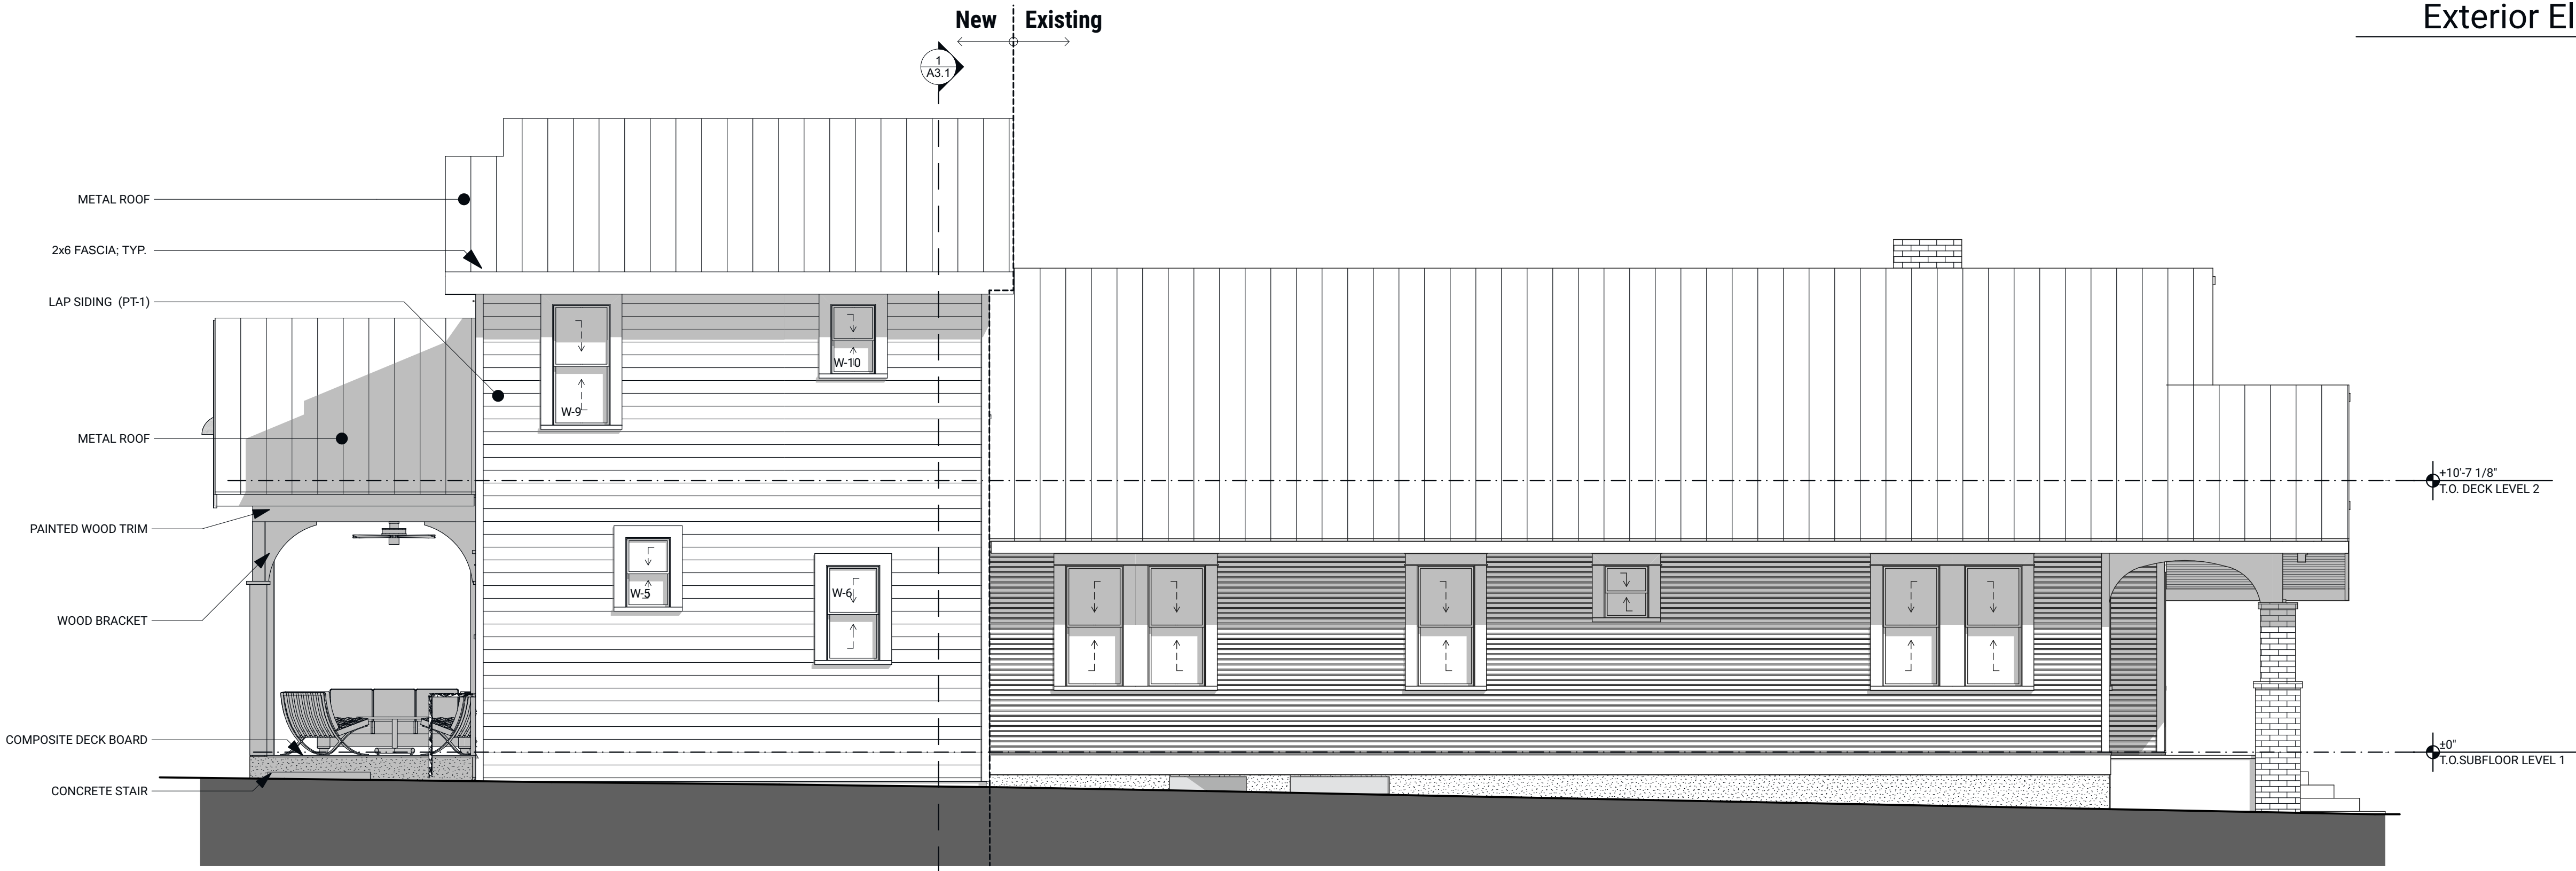 Exterior El
New Existing
1
A3.1
METAL ROOF
2x6 FASCIA; TYP.
LAP SIDING (PT-1)
W-10
W-9
METAL ROOF
+10'-7 1/8"
T.O. DECK LEVEL 2
PAINTED WOOD TRIM
W-5
W-6
WOOD BRACKET
COMPOSITE DECK BOARD
±0"
T.O.SUBFLOOR LEVEL 1
CONCRETE STAIR